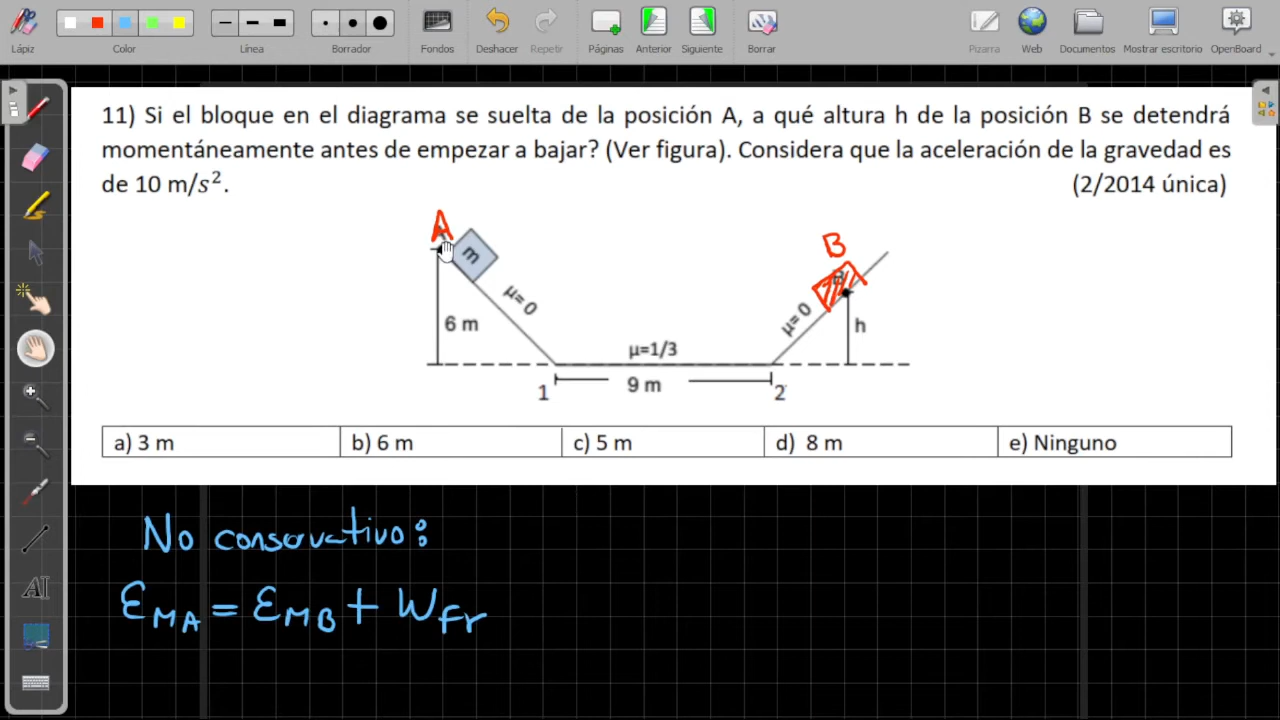 Lápiz Color Línea Borrador Fondos Deshacer Repetir Páginas Anterior Siguiente Borrar Pizarra Web Documentos Mostrar escritorio OpenBoard
11) Si el bloque en el diagrama se suelta de la posición A, a qué altura h de la posición B se detendrá
momentáneamente antes de empezar a bajar? (Ver figura). Considera que la aceleración de la gravedad es
de 10 m/s². (2/2014 única)
A
B
m
B
μ=0
μ=0
6 m
h
μ=1/3
9 m
1
2
a) 3 m b) 6 m c) 5 m d) 8 m e) Ninguno
No conservativo:
EMA = EMB + Wfr
AI